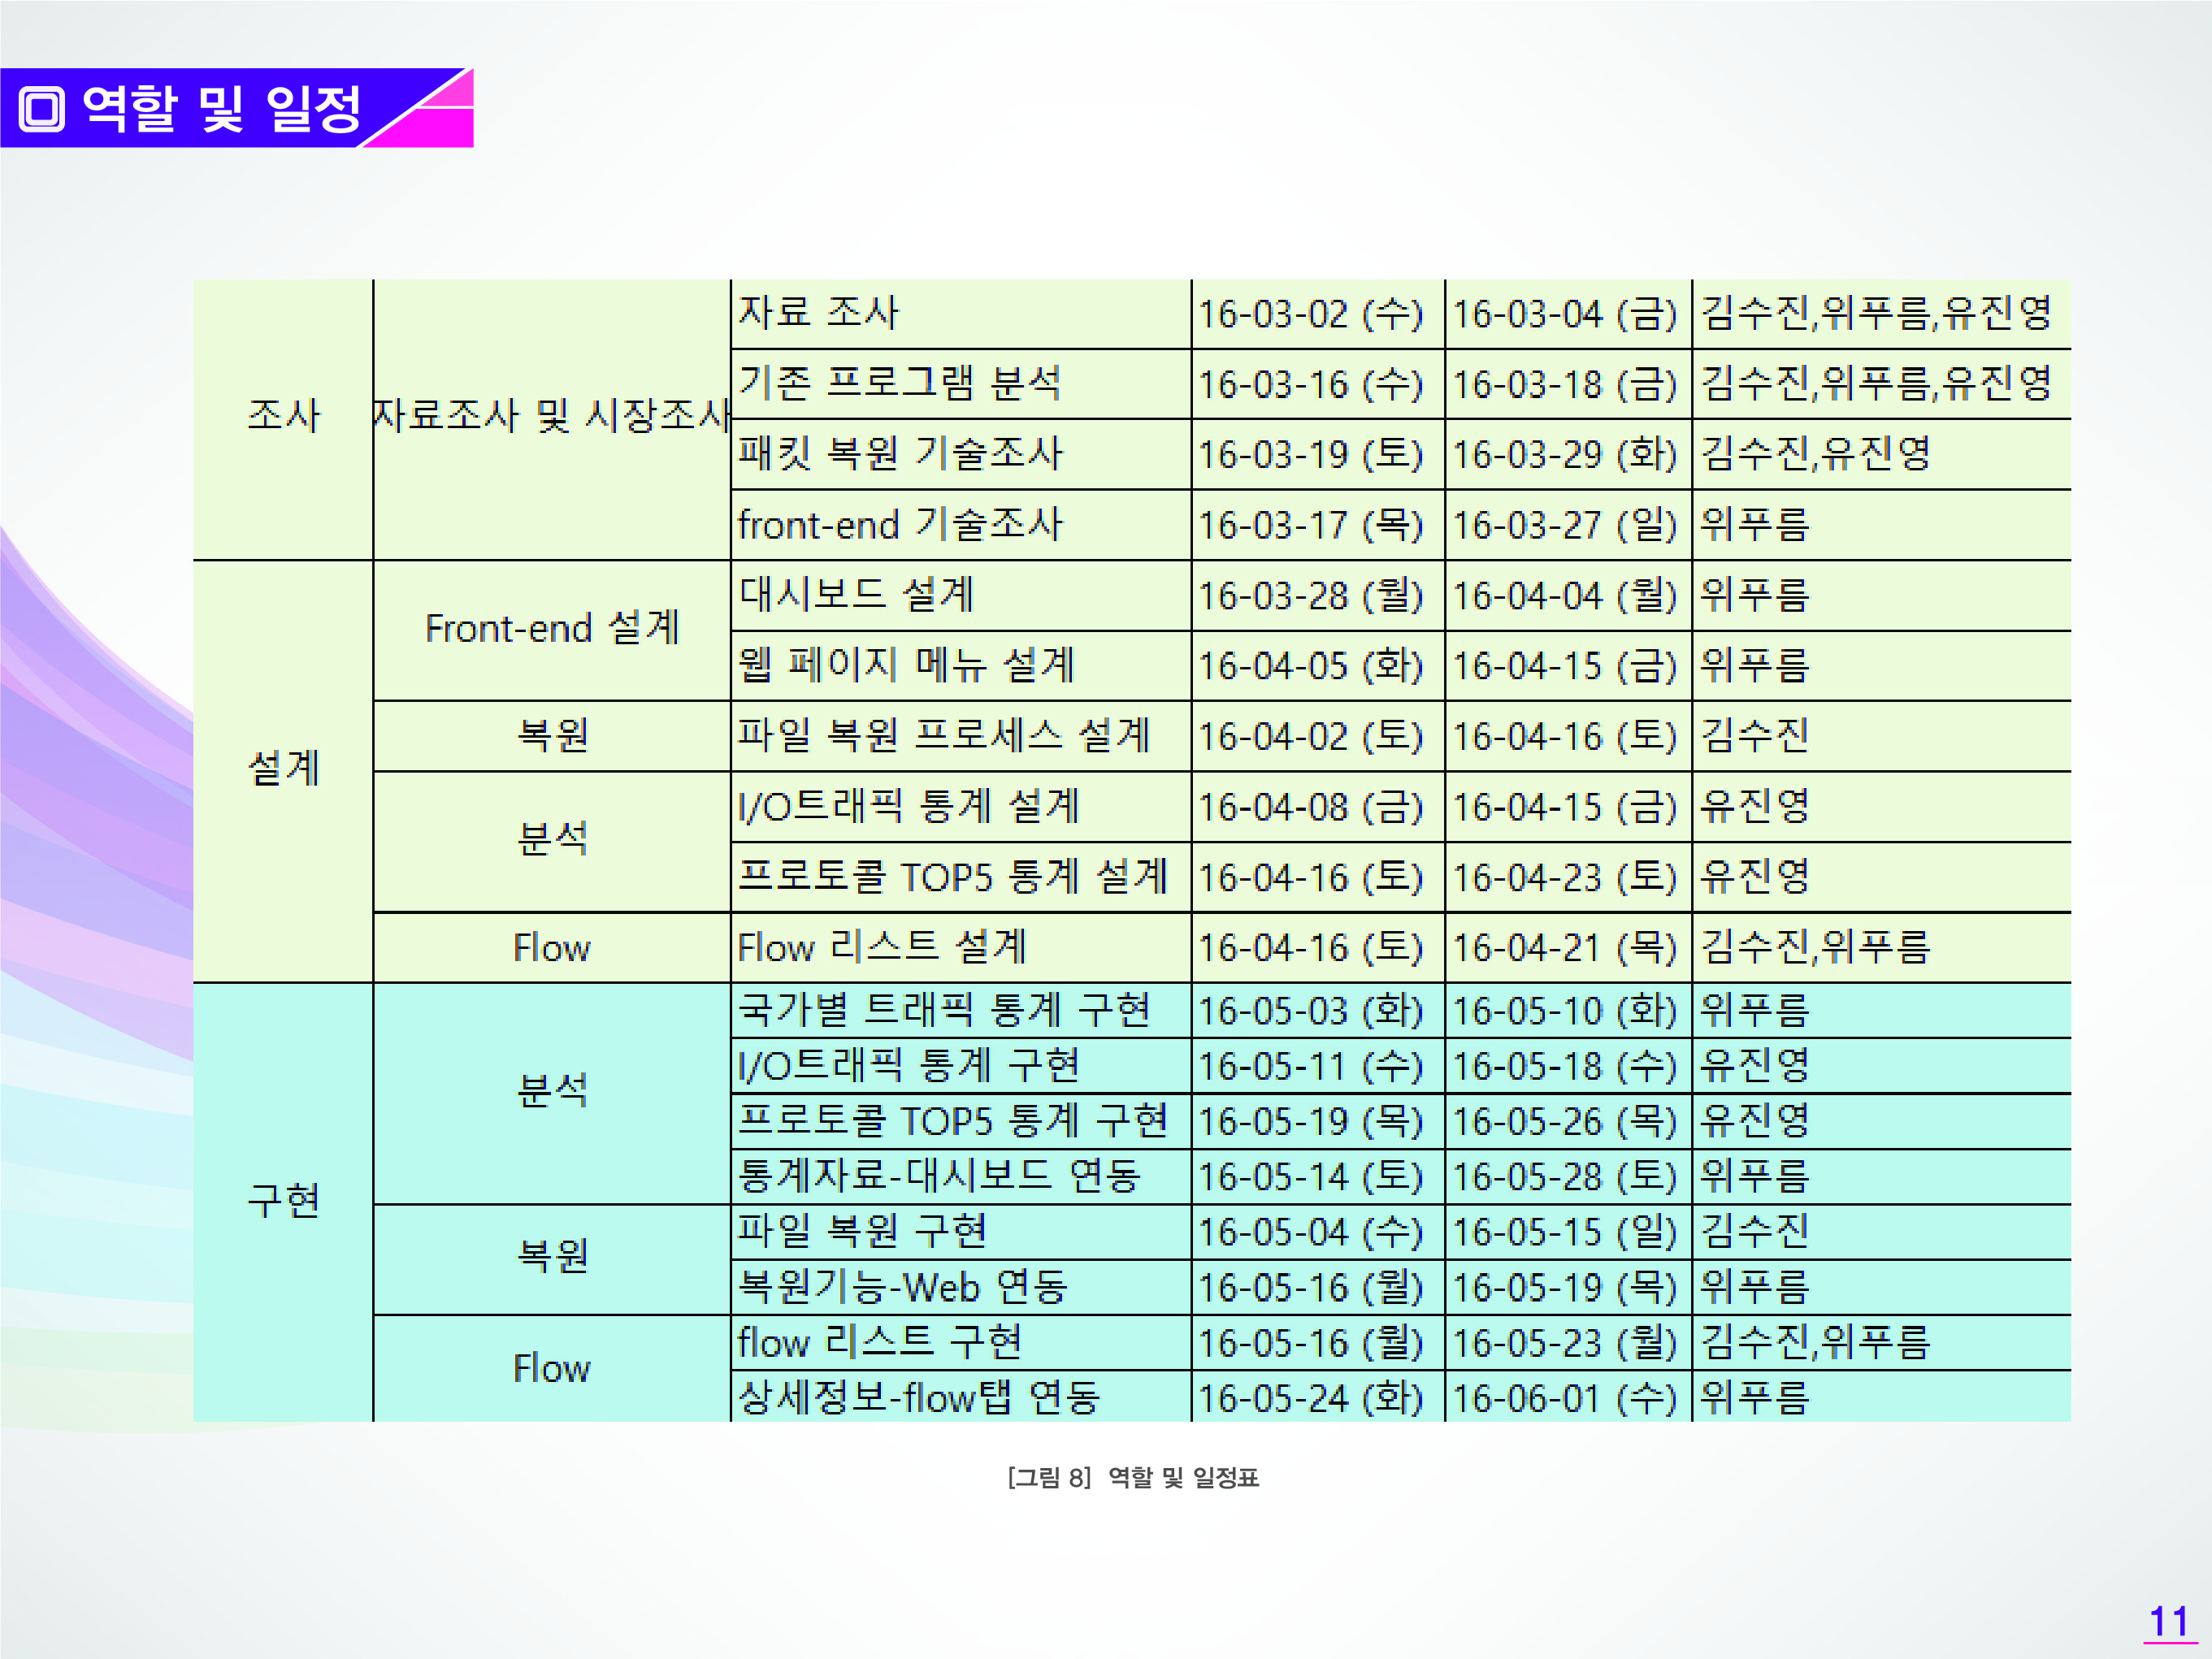 역할 및 일정
조사 자료조사 및 시장조사 자료 조사 16-03-02 (수) 16-03-04 (금) 김수진,위푸름,유진영
기존 프로그램 분석 16-03-16 (수) 16-03-18 (금) 김수진,위푸름,유진영
패킷 복원 기술조사 16-03-19 (토) 16-03-29 (화) 김수진,유진영
front-end 기술조사 16-03-17 (목) 16-03-27 (일) 위푸름
설계 Front-end 설계 대시보드 설계 16-03-28 (월) 16-04-04 (월) 위푸름
웹 페이지 메뉴 설계 16-04-05 (화) 16-04-15 (금) 위푸름
복원 파일 복원 프로세스 설계 16-04-02 (토) 16-04-16 (토) 김수진
분석 I/O트래픽 통계 설계 16-04-08 (금) 16-04-15 (금) 유진영
프로토콜 TOP5 통계 설계 16-04-16 (토) 16-04-23 (토) 유진영
Flow Flow 리스트 설계 16-04-16 (토) 16-04-21 (목) 김수진,위푸름
구현 분석 국가별 트래픽 통계 구현 16-05-03 (화) 16-05-10 (화) 위푸름
I/O트래픽 통계 구현 16-05-11 (수) 16-05-18 (수) 유진영
프로토콜 TOP5 통계 구현 16-05-19 (목) 16-05-26 (목) 유진영
통계자료-대시보드 연동 16-05-14 (토) 16-05-28 (토) 위푸름
복원 파일 복원 구현 16-05-04 (수) 16-05-15 (일) 김수진
복원기능-Web 연동 16-05-16 (월) 16-05-19 (목) 위푸름
Flow flow 리스트 구현 16-05-16 (월) 16-05-23 (월) 김수진,위푸름
상세정보-flow탭 연동 16-05-24 (화) 16-06-01 (수) 위푸름
[그림 8] 역할 및 일정표
11